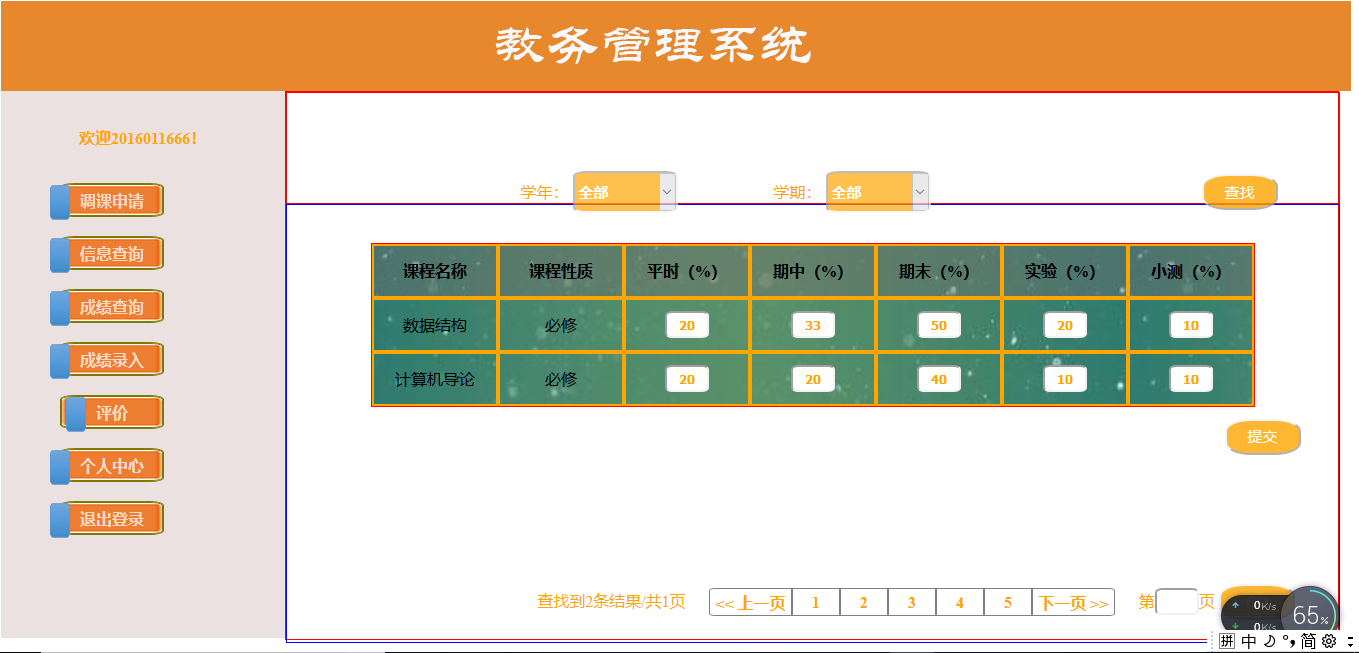 教务管理系统
欢迎2016011666！
调课申请
信息查询
成绩查询
成绩录入
评价
个人中心
退出登录
学年： 全部 学期： 全部 查找
课程名称 课程性质 平时（%） 期中（%） 期末（%） 实验（%） 小测（%）
数据结构 必修 20 33 50 20 10
计算机导论 必修 20 20 40 10 10
提交
查找到2条结果/共1页 << 上一页 1 2 3 4 5 下一页 >> 第 页
0K/s
0K/s
65%
拼 中 简